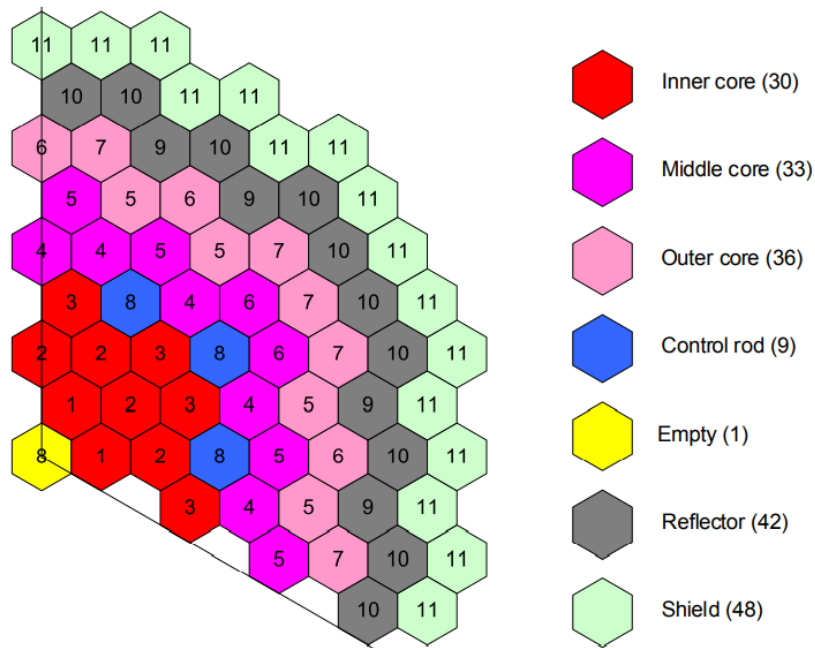 11 11 11
10 10 11 11
6 7 9 10 11 11
5 5 6 9 10 11
4 4 5 5 7 10 11
3 8 4 6 7 10 11
2 2 3 8 6 7 10 11
1 2 3 4 5 9 11
8 1 2 8 5 6 10 11
3 4 5 9 11
5 7 10 11
10 11
Inner core (30)
Middle core (33)
Outer core (36)
Control rod (9)
Empty (1)
Reflector (42)
Shield (48)